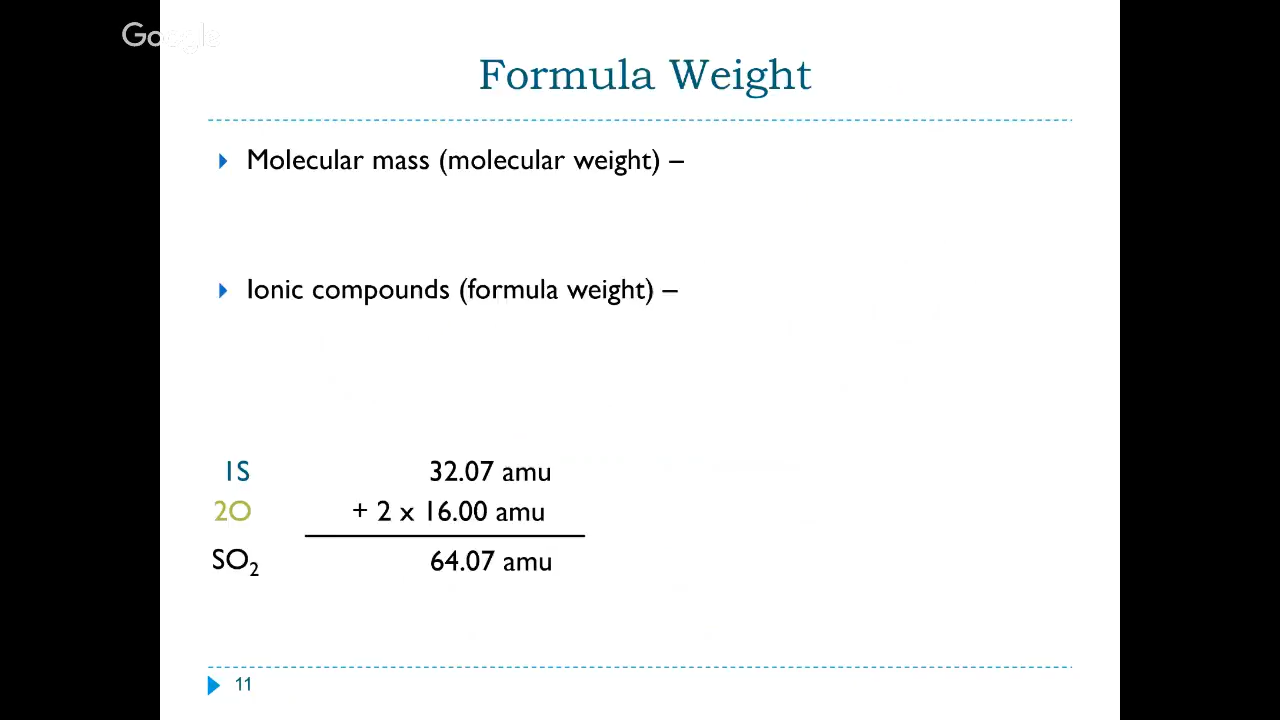 Google
Formula Weight
Molecular mass (molecular weight) –
Ionic compounds (formula weight) –
1S 32.07 amu
2O + 2 x 16.00 amu
SO₂ 64.07 amu
11